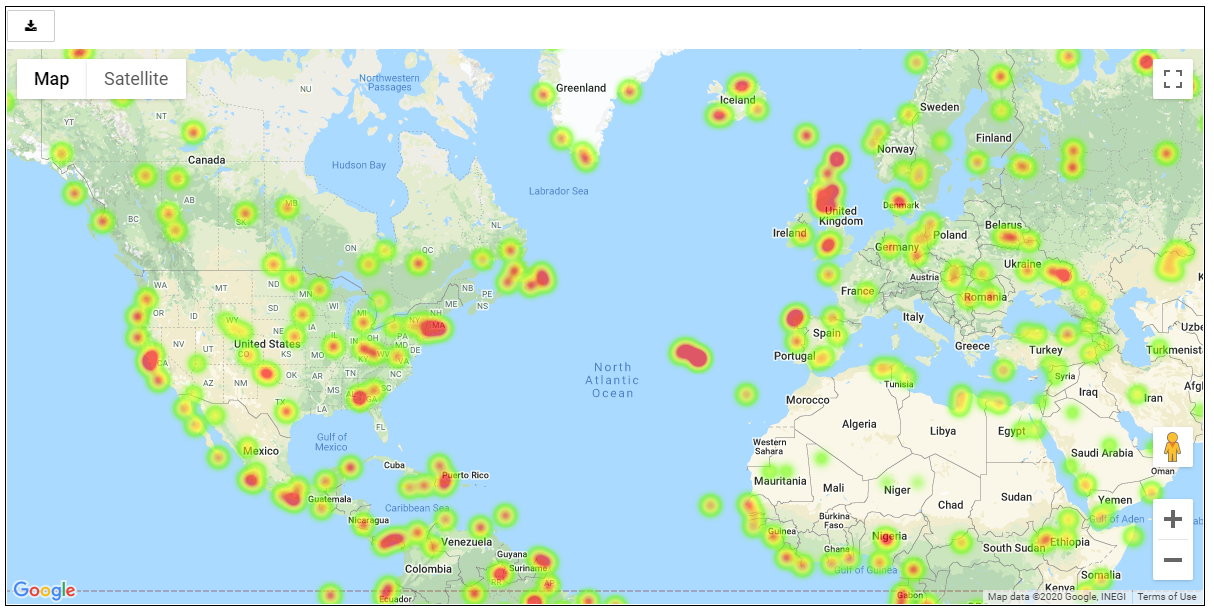 Map
Satellite
Greenland
Iceland
Northwestern
Passages
NU
YT
NT
Canada
Hudson Bay
Labrador Sea
Sweden
Finland
Norway
AB
BC
SK
MB
ON
QC
NL
NB
PE
NS
Denmark
United
Kingdom
Ireland
Belarus
Poland
Germany
Ukraine
Austria
France
Romania
Italy
Spain
Portugal
Greece
Turkey
Uzbe
Turkmenist
Syria
Iraq
Iran
Afgh
WA
MT
ND
MN
OR
ID
SD
WI
MI
WY
NV
UT
NE
IA
United States
CO
KS
MO
IL
OH
PA
NY
NH
ME
MA
MD
DE
KY
WV
VA
CA
AZ
NM
OK
AR
TN
NC
SC
TX
LA
AL
GA
FL
North
Atlantic
Ocean
Tunisia
Morocco
Algeria
Libya
Egypt
Western
Sahara
Saudi Arabia
Oman
Gulf of
Mexico
Mexico
Cuba
Puerto Rico
Guatemala
Caribbean Sea
Nicaragua
Mauritania
Mali
Niger
Chad
Sudan
Yemen
Gulf of Aden
Burkina
Faso
Guinea
Ghana
Nigeria
South Sudan
Ethiopia
Gulf of Guinea
Somalia
Kenya
Gabon
Venezuela
Guyana
Suriname
Colombia
RR
AP
Ecuador
Google
Map data ©2020 Google, INEGI
Terms of Use